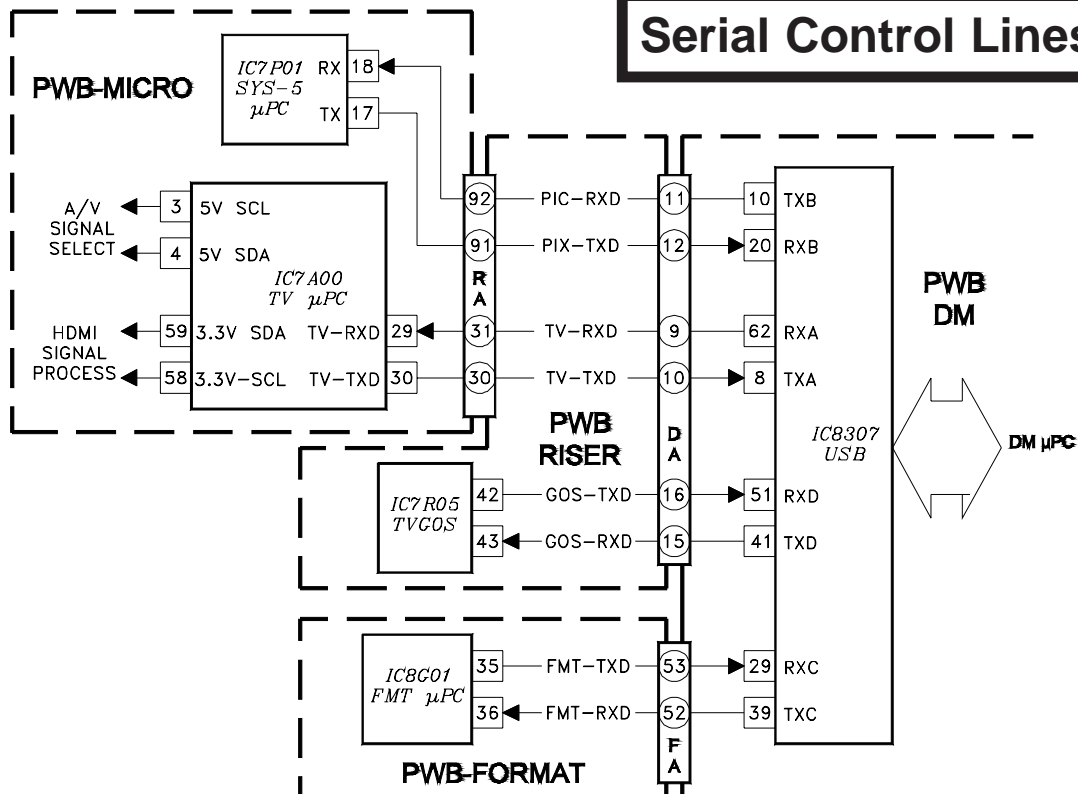 Serial Control Lines
PWB-MICRO
IC7P01
SYS-5
µPC
RX 18
TX 17
A/V
SIGNAL
SELECT
3 5V SCL
4 5V SDA
IC7A00
TV µPC
HDMI
SIGNAL
PROCESS
59 3.3V SDA
58 3.3V-SCL
TV-RXD 29
TV-TXD 30
92
91
R
A
31
30
PIC-RXD
PIX-TXD
TV-RXD
TV-TXD
PWB
RISER
11
12
9
10
D
A
16
15
10 TXB
20 RXB
62 RXA
8 TXA
51 RXD
41 TXD
29 RXC
39 TXC
PWB
DM
IC8307
USB
DM µPC
IC7R05
TVGOS
42 GOS-TXD
43 GOS-RXD
IC8G01
FMT µPC
35 FMT-TXD 53
36 FMT-RXD 52
F
A
PWB-FORMAT